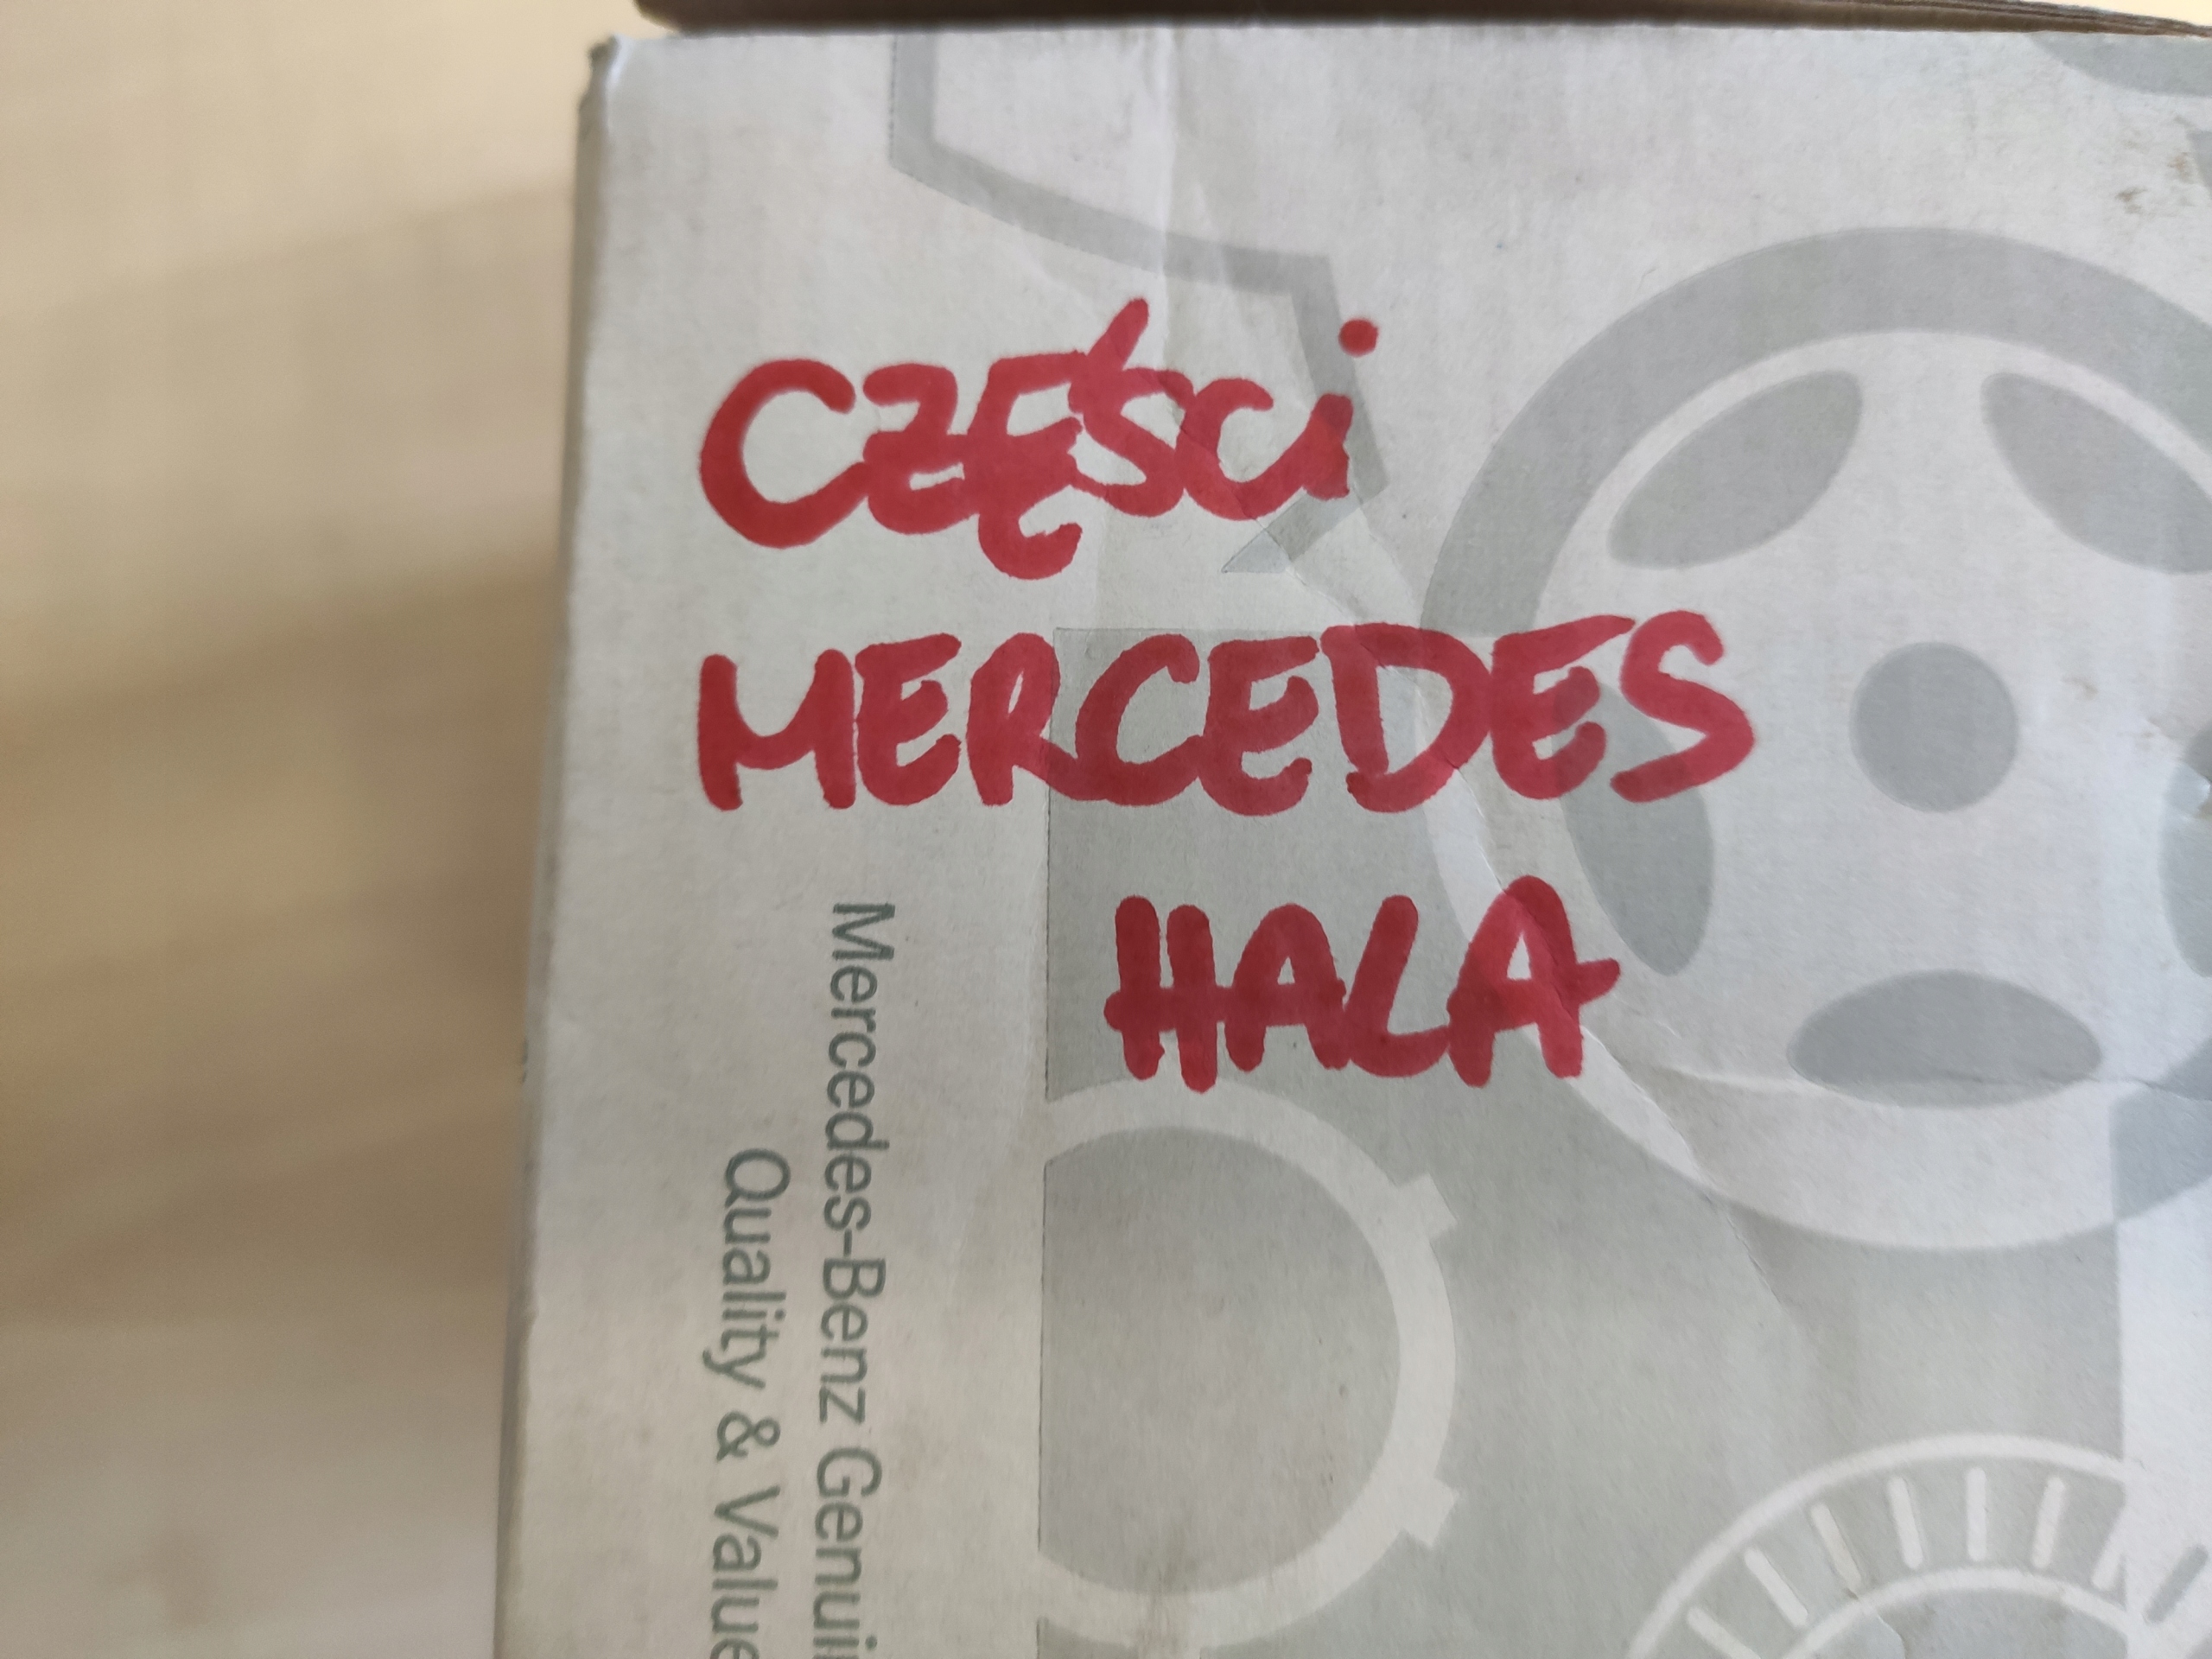 CZĘŚCi
MERCEDES
HALA
Mercedes-Benz Genui
Quality & Value